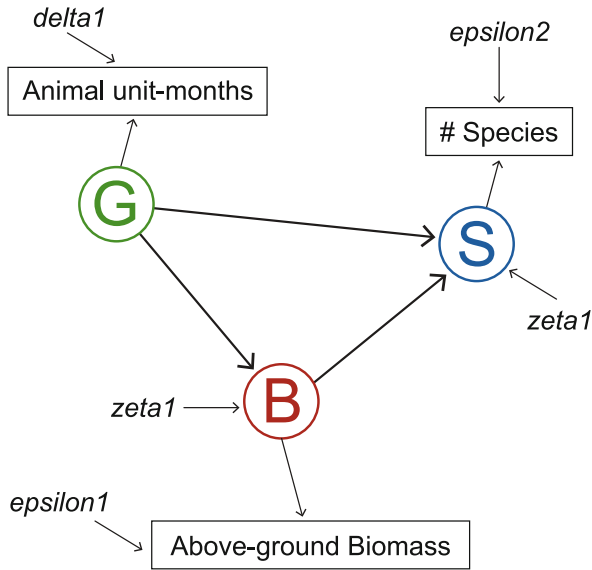 delta1
epsilon2
Animal unit-months
# Species
G
S
zeta1
B
zeta1
epsilon1
Above-ground Biomass